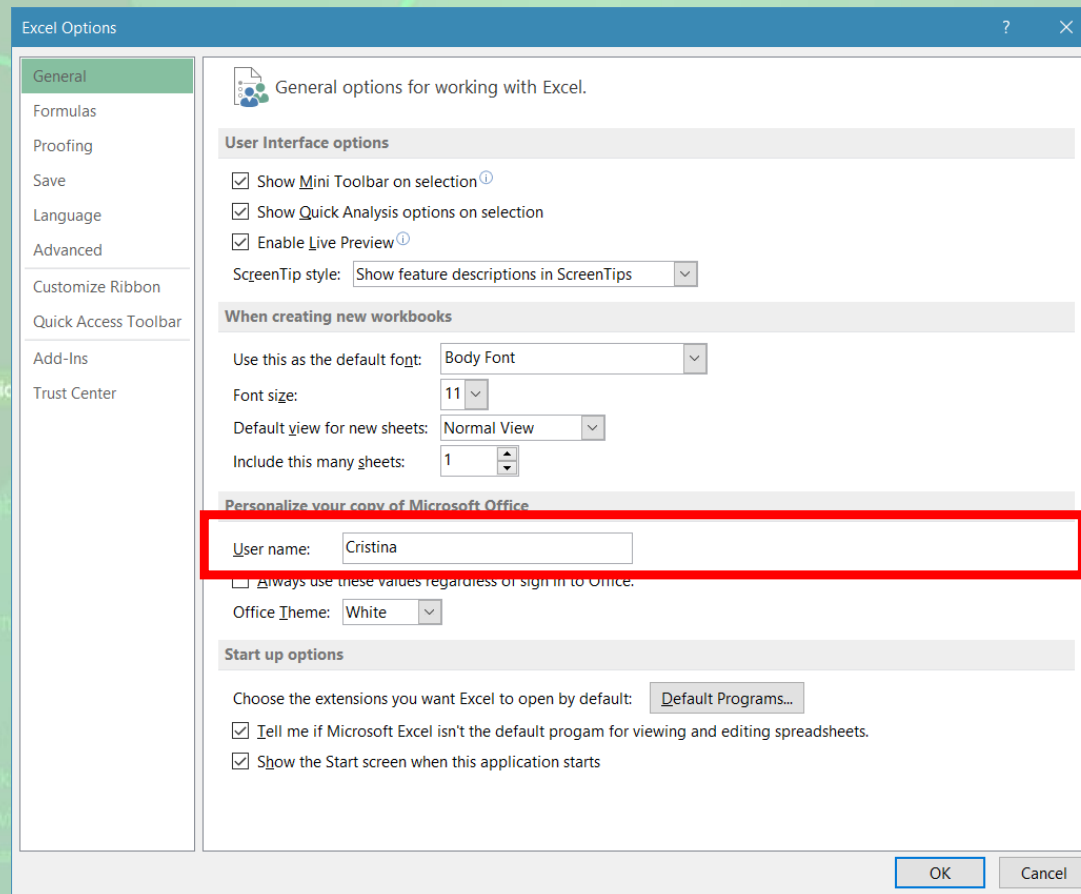 Excel Options ?
General
Formulas
Proofing
Save
Language
Advanced
Customize Ribbon
Quick Access Toolbar
Add-Ins
Trust Center
General options for working with Excel.
User Interface options
Show Mini Toolbar on selection
Show Quick Analysis options on selection
Enable Live Preview
ScreenTip style: Show feature descriptions in ScreenTips
When creating new workbooks
Use this as the default font: Body Font
Font size: 11
Default view for new sheets: Normal View
Include this many sheets: 1
Personalize your copy of Microsoft Office
User name: Cristina
Always use these values regardless of sign in to Office.
Office Theme: White
Start up options
Choose the extensions you want Excel to open by default: Default Programs...
Tell me if Microsoft Excel isn't the default progam for viewing and editing spreadsheets.
Show the Start screen when this application starts
OK Cancel